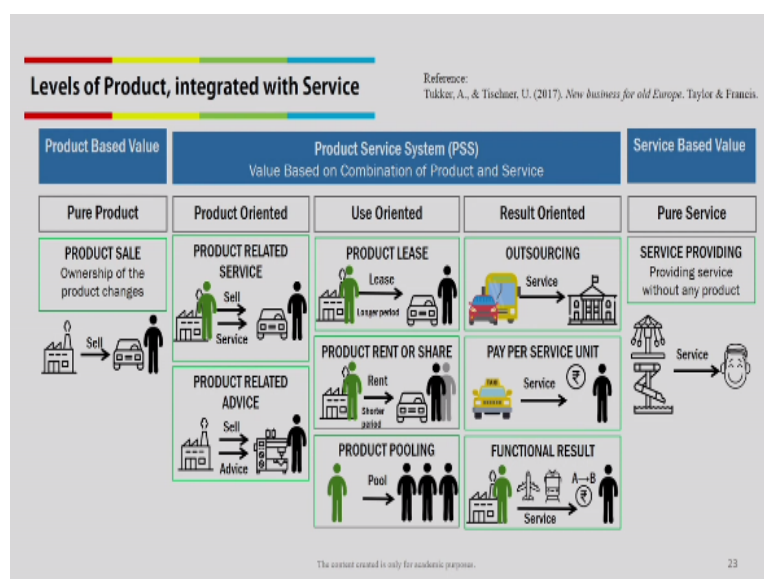 Levels of Product, integrated with Service
Reference:
Tukker, A., & Tischner, U. (2017). New business for old Europe. Taylor & Francis.
Product Based Value
Product Service System (PSS)
Value Based on Combination of Product and Service
Service Based Value
Pure Product
Product Oriented
Use Oriented
Result Oriented
Pure Service
PRODUCT SALE
Ownership of the
product changes
Sell
PRODUCT RELATED
SERVICE
Sell
Service
PRODUCT RELATED
ADVICE
Sell
Advice
PRODUCT LEASE
Lease
Longer period
PRODUCT RENT OR SHARE
Rent
Shorter
period
PRODUCT POOLING
Pool
OUTSOURCING
Service
PAY PER SERVICE UNIT
TAXI
Service
₹
FUNCTIONAL RESULT
A→B
₹
Service
SERVICE PROVIDING
Providing service
without any product
Service
The content created is only for academic purposes.
23